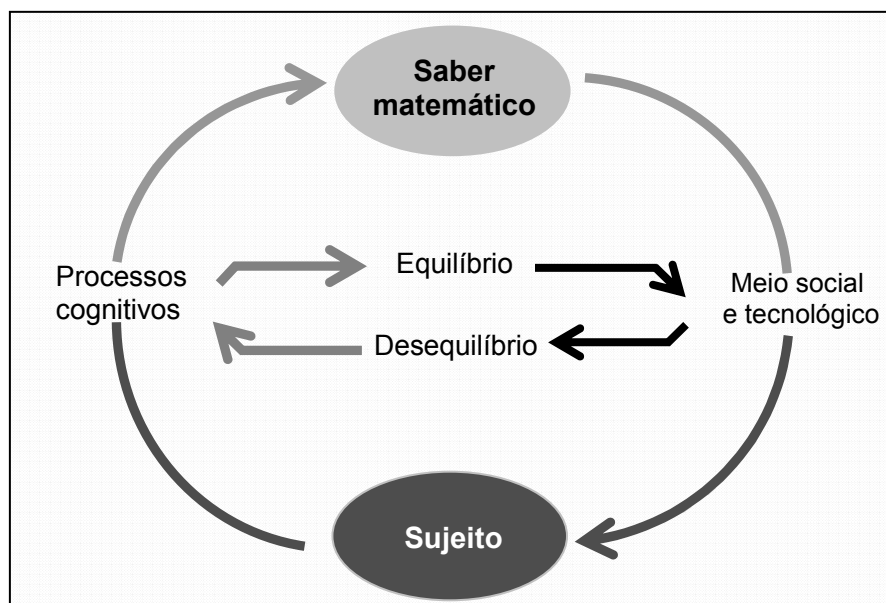 Saber
matemático
Processos
cognitivos
Equilíbrio
Desequilíbrio
Meio social
e tecnológico
Sujeito